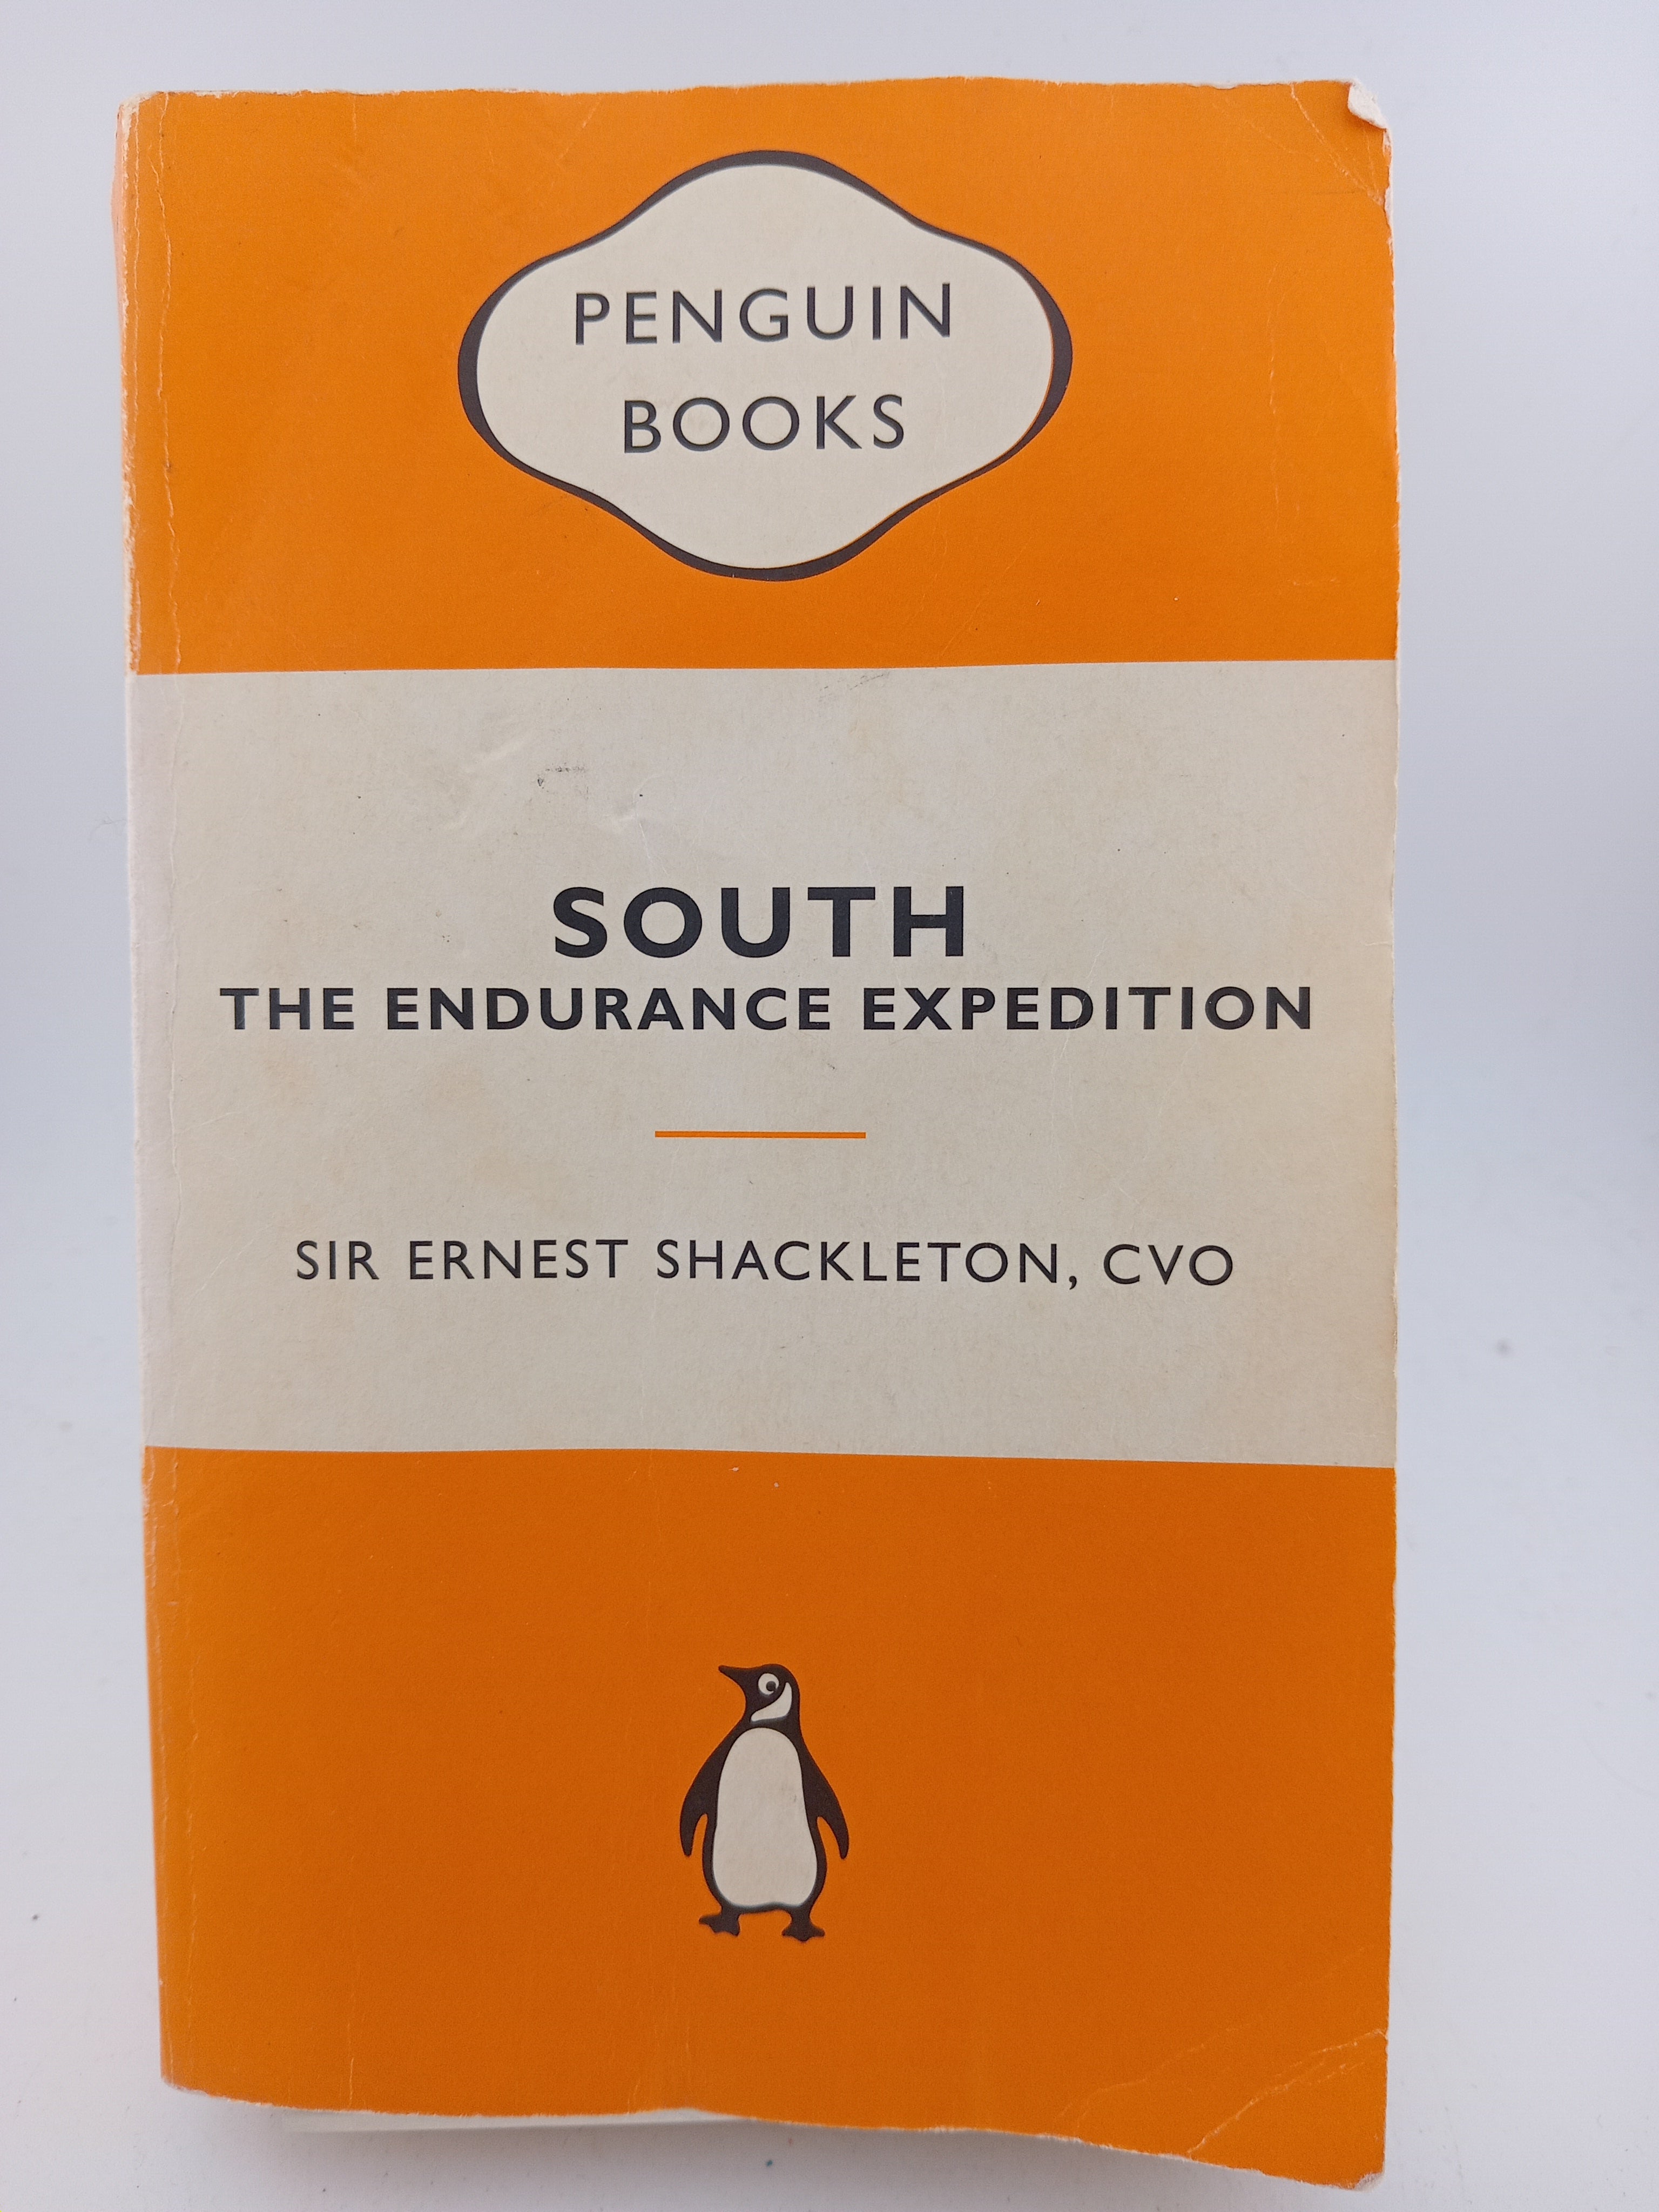 PENGUIN
BOOKS
SOUTH
THE ENDURANCE EXPEDITION
SIR ERNEST SHACKLETON, CVO